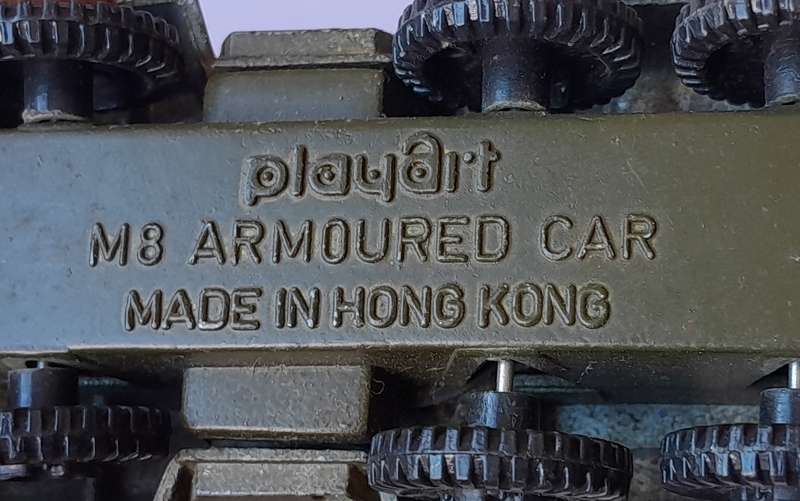 playart
M8 ARMOURED CAR
MADE IN HONG KONG